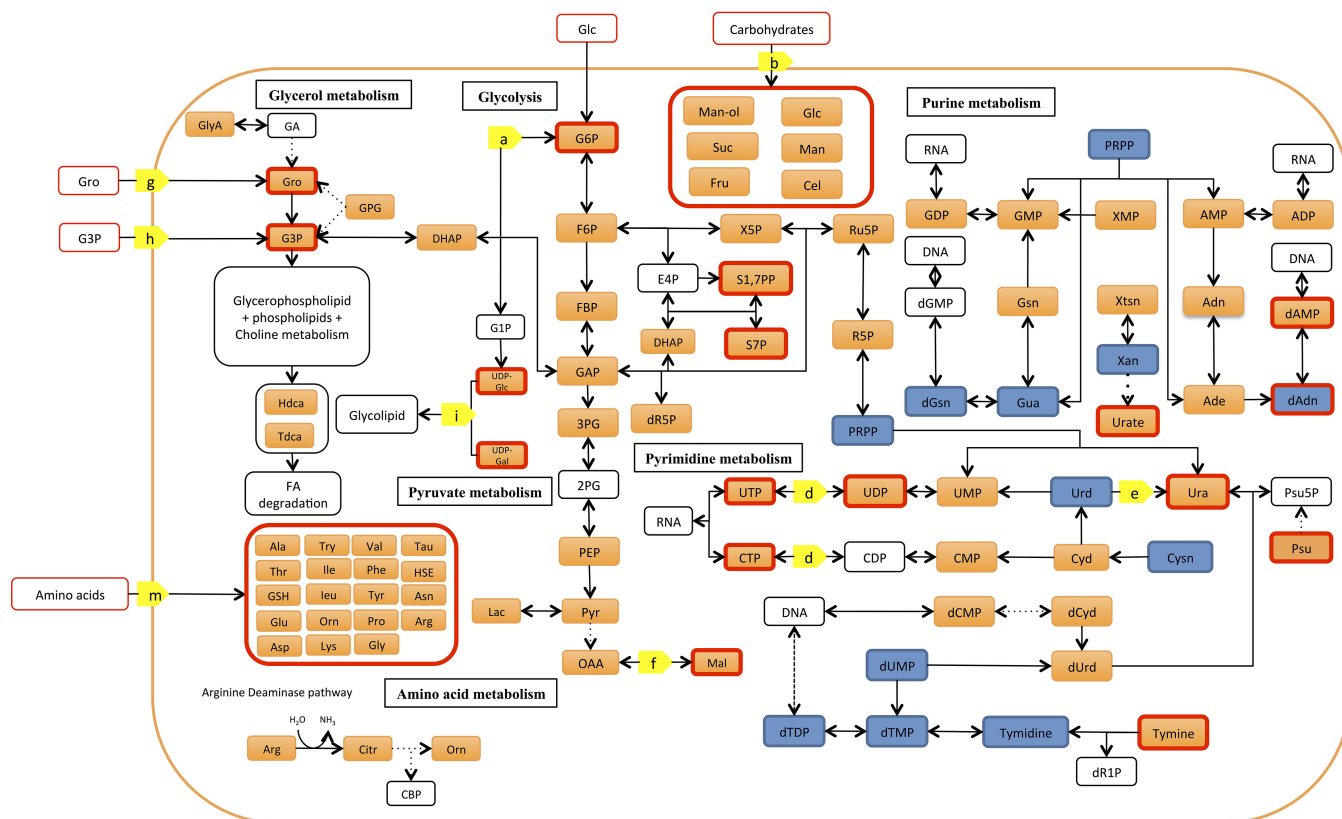 Glc
Carbohydrates
b
Glycerol metabolism
Glycolysis
Purine metabolism
GlyA
GA
a
G6P
Man-ol
Glc
Suc
Man
Fru
Cel
RNA
PRPP
RNA
Gro
g
Gro
GPG
G3P
h
G3P
DHAP
F6P
X5P
Ru5P
GDP
GMP
XMP
AMP
ADP
DNA
DNA
E4P
S1,7PP
Glycerophospholipid
+ phospholipids +
Choline metabolism
FBP
dGMP
Gsn
Xtsn
Adn
dAMP
G1P
DHAP
S7P
R5P
Xan
UDP-
Glc
GAP
Hdca
Tdca
Glycolipid
i
3PG
dR5P
dGsn
Gua
Ade
dAdn
Urate
PRPP
UDP-
Gal
Pyrimidine metabolism
FA
degradation
Pyruvate metabolism
2PG
UTP
d
UDP
UMP
Urd
e
Ura
Psu5P
RNA
CTP
d
CDP
CMP
Cyd
Cysn
Psu
PEP
Ala
Try
Val
Tau
Thr
Ile
Phe
HSE
GSH
leu
Tyr
Asn
Glu
Orn
Pro
Arg
Asp
Lys
Gly
Amino acids
m
Lac
Pyr
DNA
dCMP
dCyd
OAA
f
Mal
dUMP
dUrd
Arginine Deaminase pathway
Amino acid metabolism
H2O
NH3
Arg
Citr
Orn
CBP
dTDP
dTMP
Tymidine
Tymine
dR1P